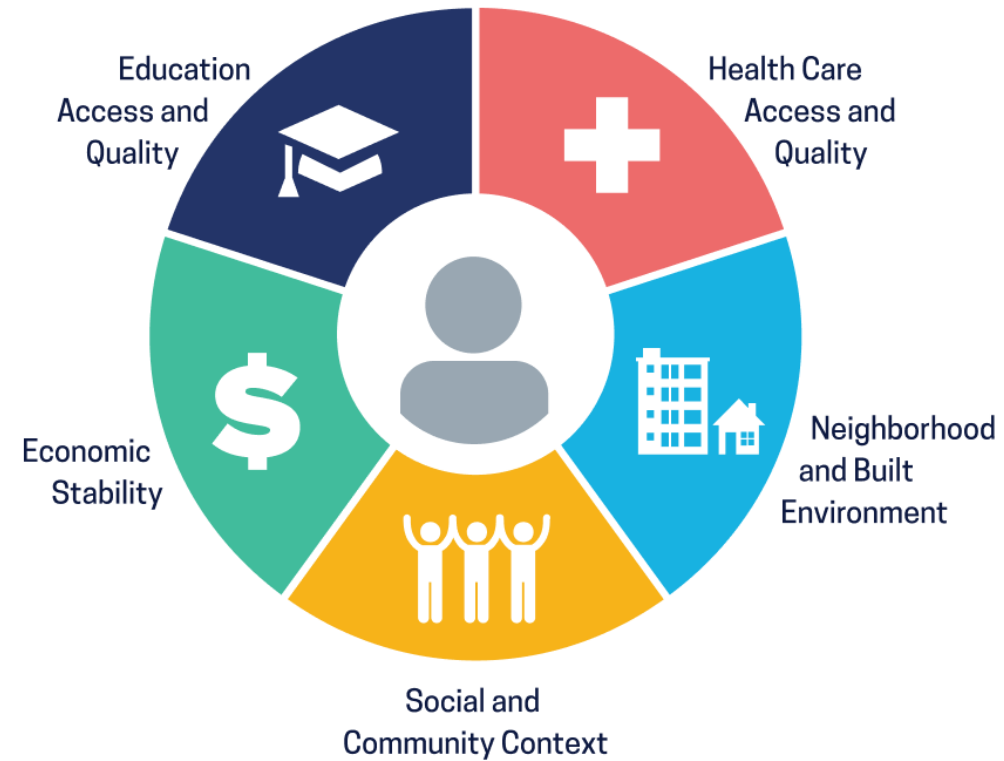 Education
Access and
Quality
Health Care
Access and
Quality
Economic
Stability
Neighborhood
and Built
Environment
Social and
Community Context